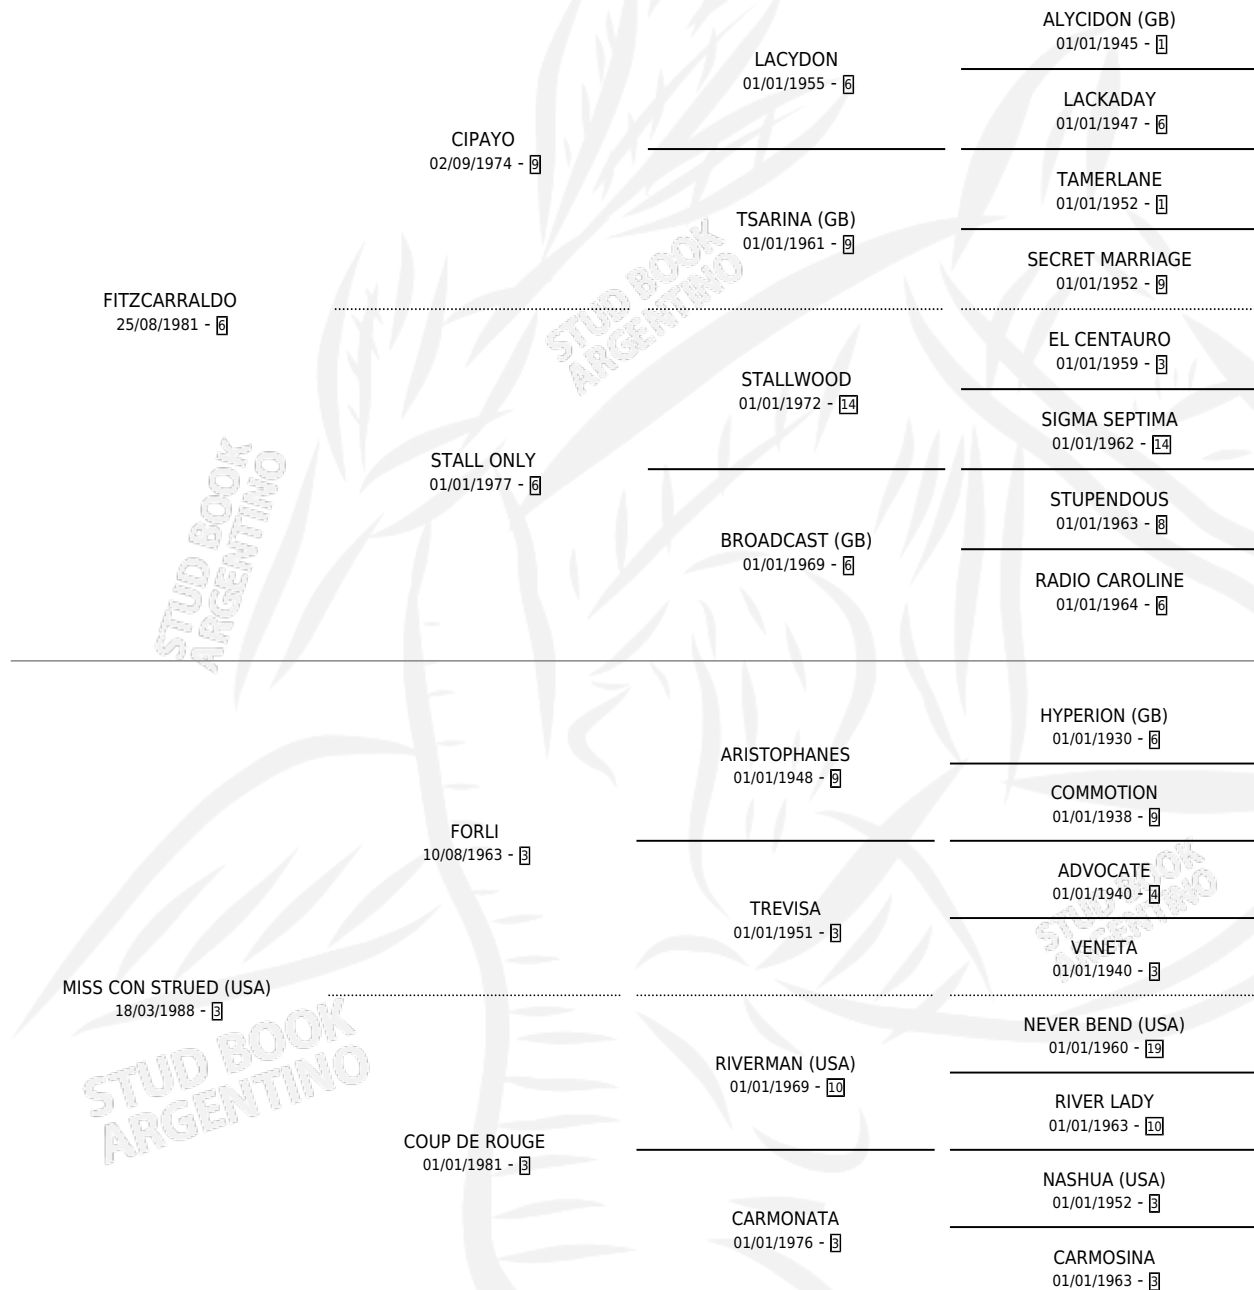 ALYCIDON (GB)
01/01/1945 - 1
LACYDON
01/01/1955 - 6
LACKADAY
01/01/1947 - 6
CIPAYO
02/09/1974 - 9
TAMERLANE
01/01/1952 - 1
TSARINA (GB)
01/01/1961 - 9
SECRET MARRIAGE
01/01/1952 - 9
FITZCARRALDO
25/08/1981 - 6
EL CENTAURO
01/01/1959 - 3
STALLWOOD
01/01/1972 - 14
SIGMA SEPTIMA
01/01/1962 - 14
STALL ONLY
01/01/1977 - 6
STUPENDOUS
01/01/1963 - 8
BROADCAST (GB)
01/01/1969 - 6
RADIO CAROLINE
01/01/1964 - 6
HYPERION (GB)
01/01/1930 - 6
ARISTOPHANES
01/01/1948 - 9
COMMOTION
01/01/1938 - 9
FORLI
10/08/1963 - 3
ADVOCATE
01/01/1940 - 4
TREVISA
01/01/1951 - 3
VENETA
01/01/1940 - 3
MISS CON STRUED (USA)
18/03/1988 - 3
NEVER BEND (USA)
01/01/1960 - 19
RIVERMAN (USA)
01/01/1969 - 10
RIVER LADY
01/01/1963 - 10
COUP DE ROUGE
01/01/1981 - 3
NASHUA (USA)
01/01/1952 - 3
CARMONATA
01/01/1976 - 3
CARMOSINA
01/01/1963 - 3
STUD BOOK
ARGENTINO
STUD BOOK
ARGENTINO
STUD BOOK
ARGENTINO
STUD BOOK
ARGENTINO